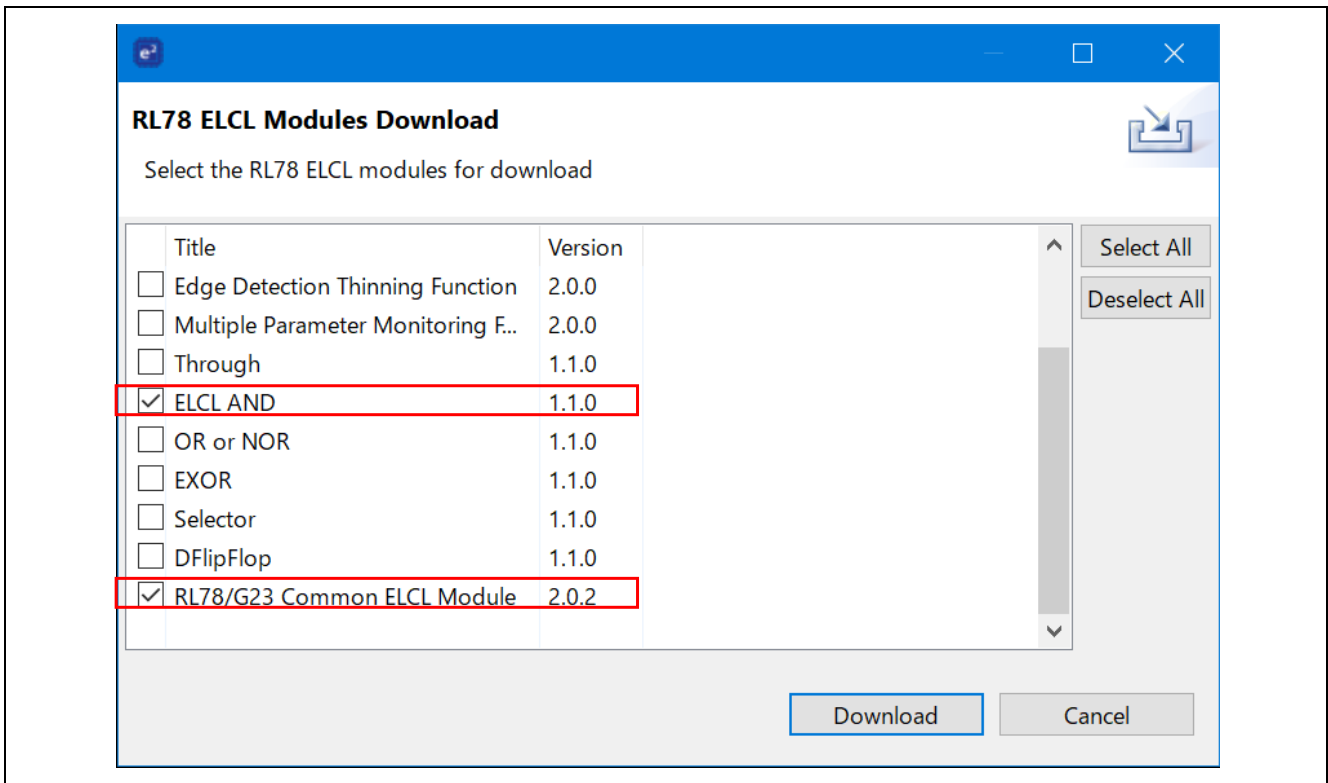 e²
RL78 ELCL Modules Download
Select the RL78 ELCL modules for download
Title Version
Edge Detection Thinning Function 2.0.0
Multiple Parameter Monitoring F... 2.0.0
Through 1.1.0
ELCL AND 1.1.0
OR or NOR 1.1.0
EXOR 1.1.0
Selector 1.1.0
DFlipFlop 1.1.0
RL78/G23 Common ELCL Module 2.0.2
Select All
Deselect All
Download Cancel